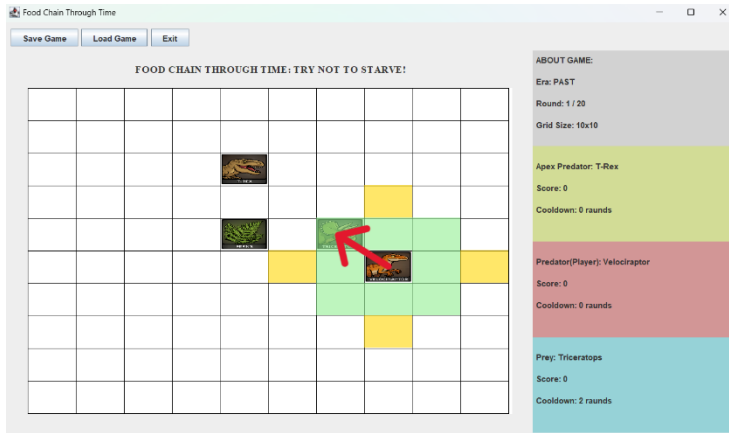 Food Chain Through Time
Save Game
Load Game
Exit
FOOD CHAIN THROUGH TIME: TRY NOT TO STARVE!
ABOUT GAME:
Era: PAST
Round: 1 / 20
Grid Size: 10x10
Apex Predator: T-Rex
Score: 0
Cooldown: 0 raunds
Predator(Player): Velociraptor
Score: 0
Cooldown: 0 raunds
Prey: Triceratops
Score: 0
Cooldown: 2 raunds
T-REX